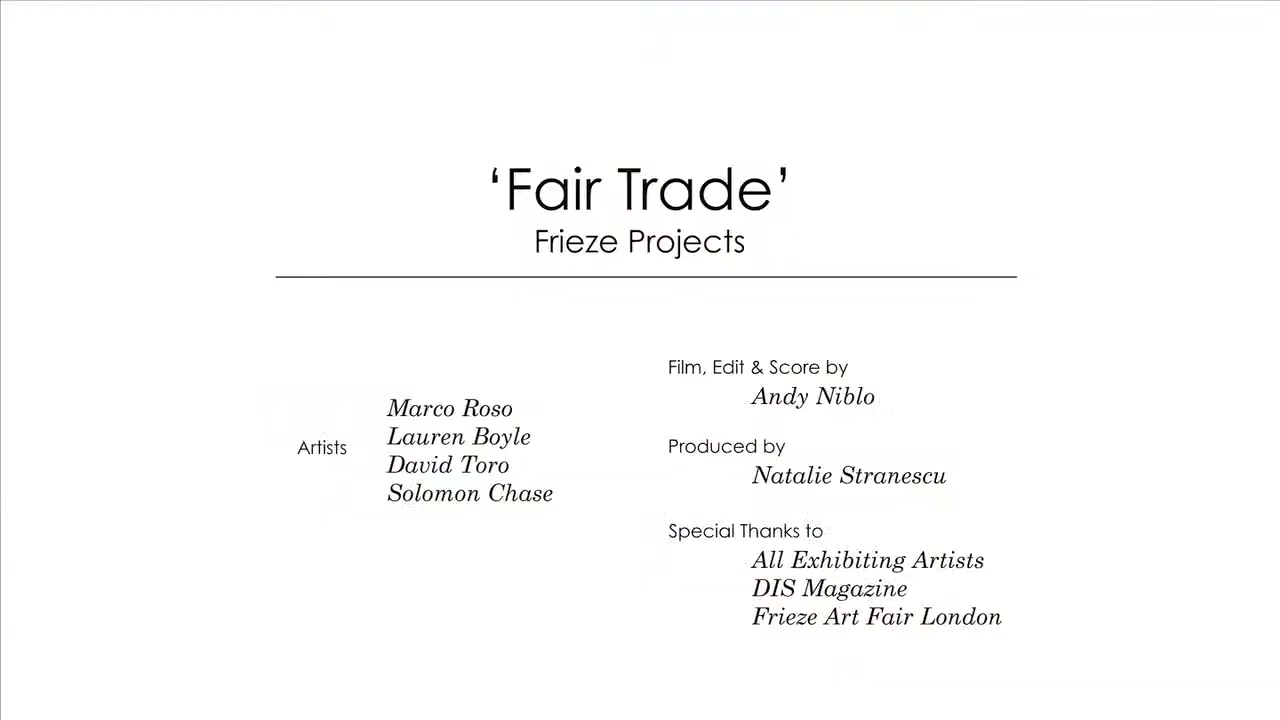 ‘Fair Trade’
Frieze Projects
Artists
Marco Roso
Lauren Boyle
David Toro
Solomon Chase
Film, Edit & Score by
Andy Niblo
Produced by
Natalie Stranescu
Special Thanks to
All Exhibiting Artists
DIS Magazine
Frieze Art Fair London